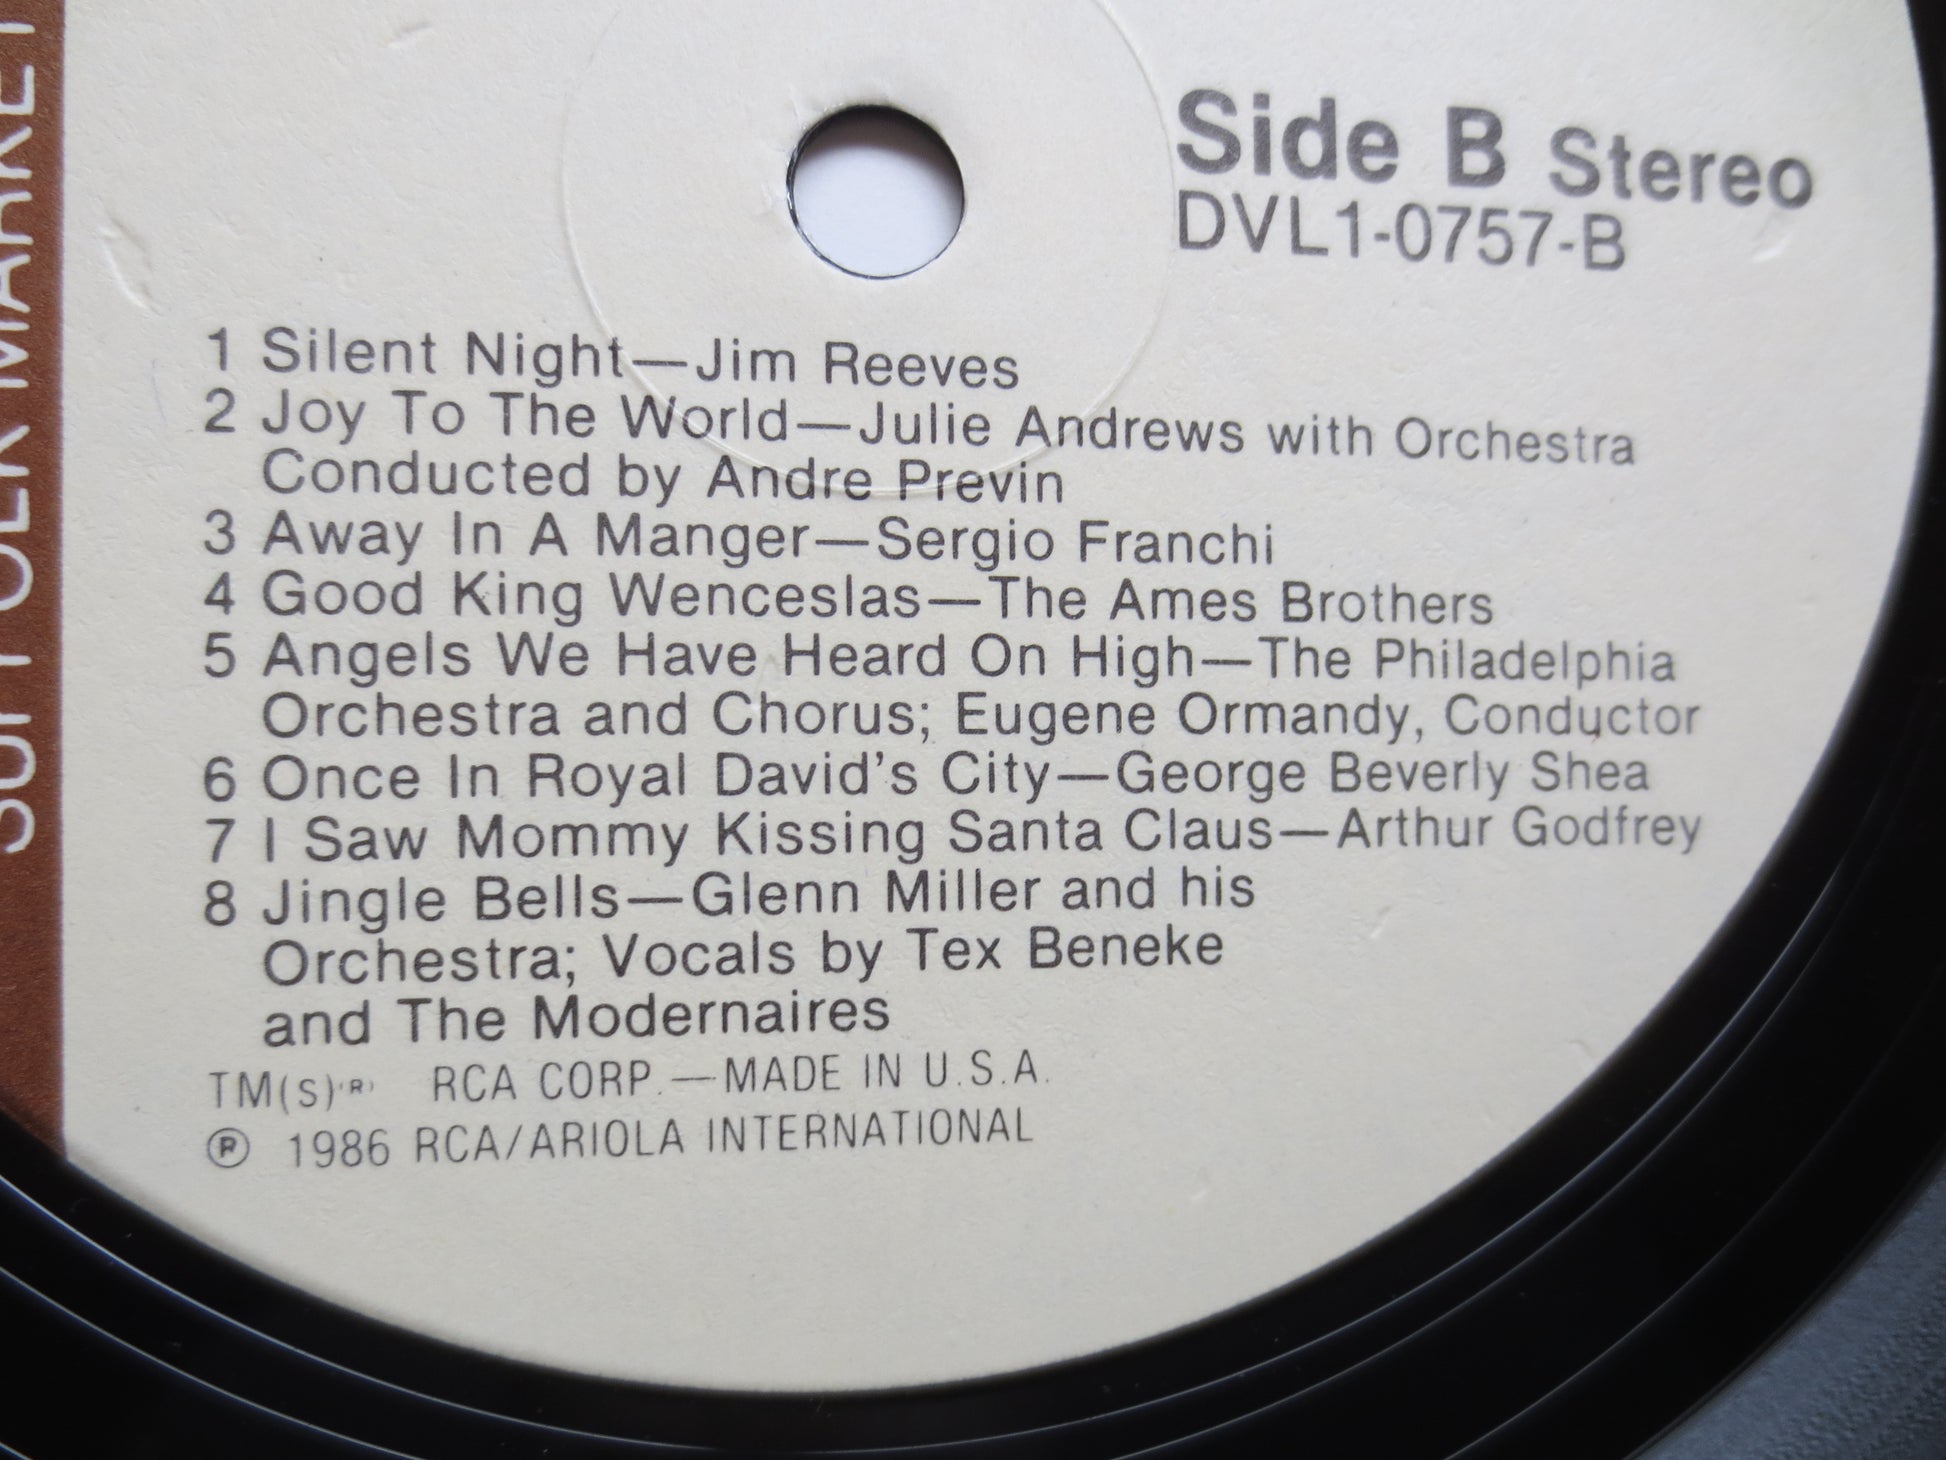 Side B Stereo
DVL1-0757-B
1 Silent Night—Jim Reeves
2 Joy To The World—Julie Andrews with Orchestra
Conducted by Andre Previn
3 Away In A Manger—Sergio Franchi
4 Good King Wenceslas—The Ames Brothers
5 Angels We Have Heard On High—The Philadelphia
Orchestra and Chorus; Eugene Ormandy, Conductor
6 Once In Royal David's City—George Beverly Shea
7 I Saw Mommy Kissing Santa Claus—Arthur Godfrey
8 Jingle Bells—Glenn Miller and his
Orchestra; Vocals by Tex Beneke
and The Modernaires
TM(s)® RCA CORP.—MADE IN U.S.A.
℗ 1986 RCA/ARIOLA INTERNATIONAL